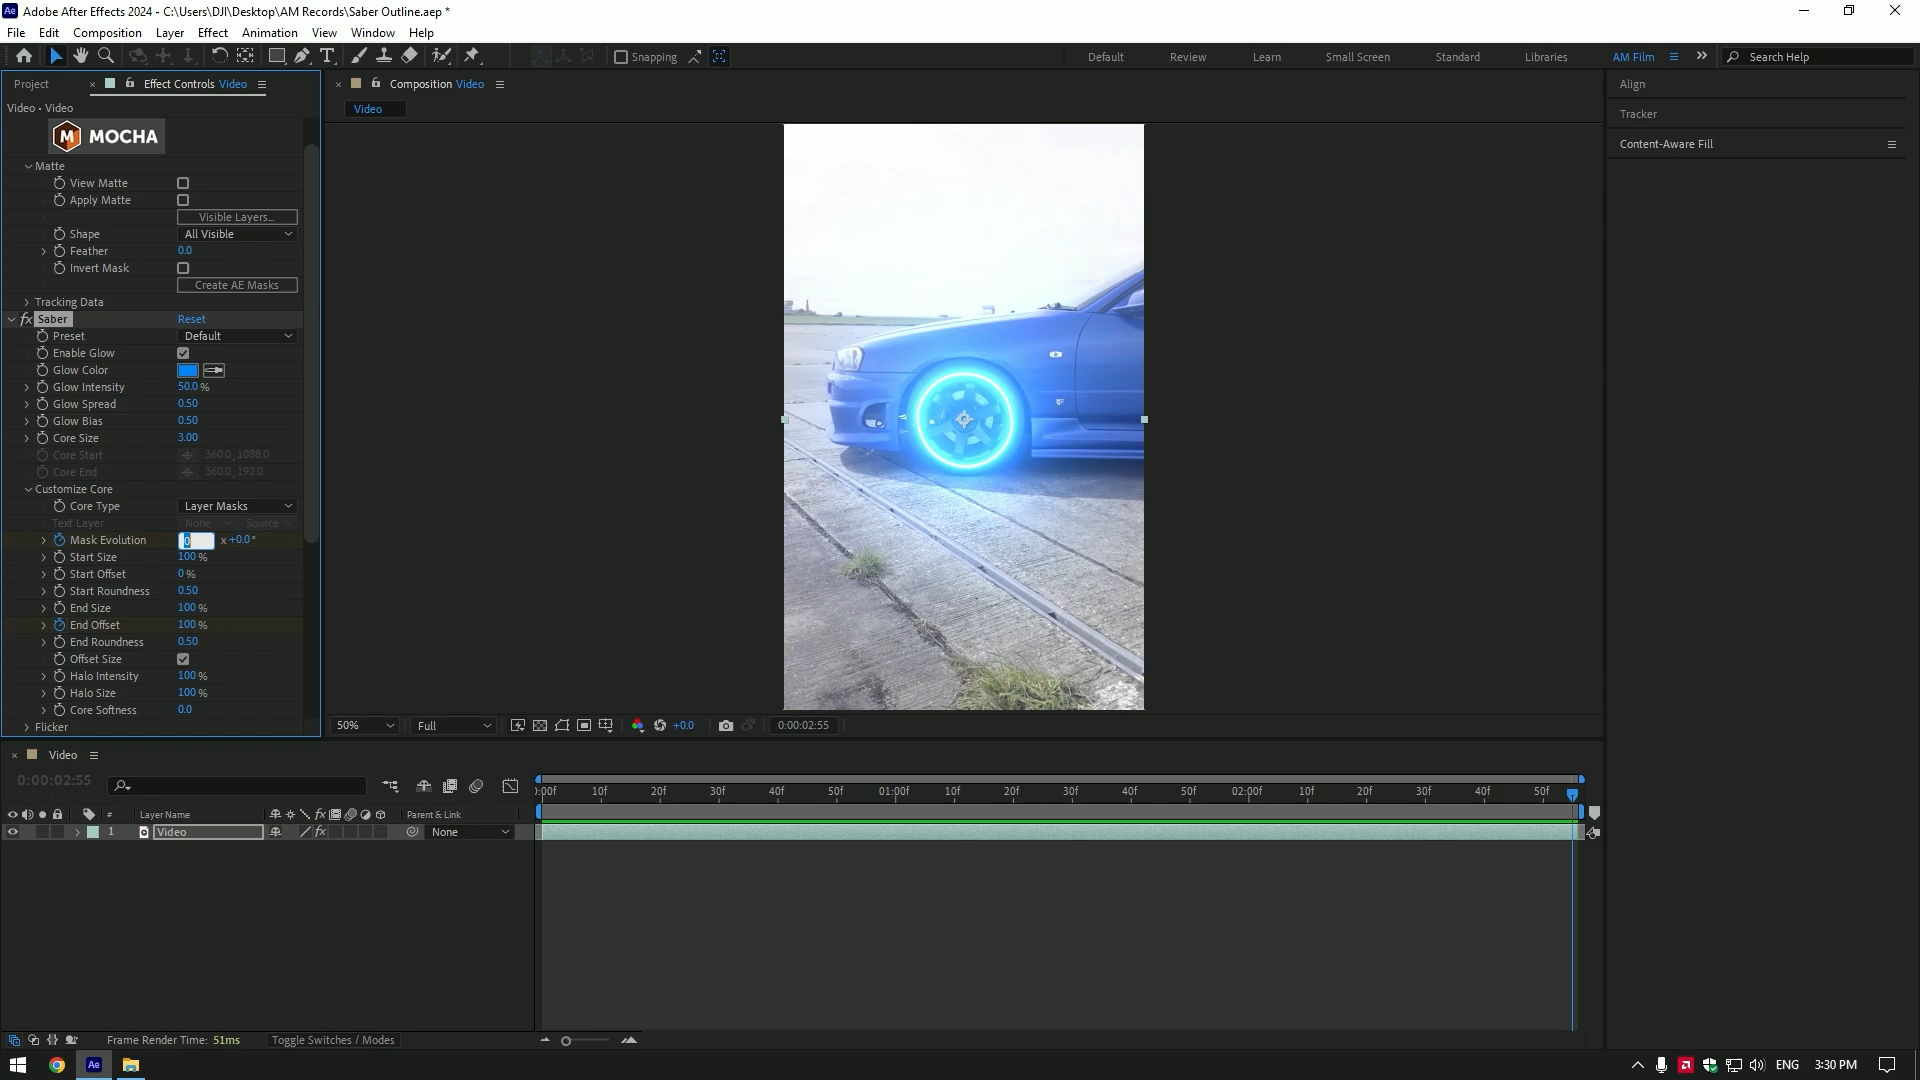 Adobe After Effects 2024 - C:\Users\DJI\Desktop\AM Records\Saber Outline.aep *
File Edit Composition Layer Effect Animation View Window Help
Snapping Default Review Learn Small Screen Standard Libraries AM Film Search Help
Project Effect Controls Video
Composition Video
Align
Video • Video
Video
Tracker
Content-Aware Fill
M MOCHA
Matte
View Matte
Apply Matte
Visible Layers...
Shape All Visible
Feather 0.0
Invert Mask
Create AE Masks
Tracking Data
fx Saber Reset
Preset Default
Enable Glow
Glow Color
Glow Intensity 50.0 %
Glow Spread 0.50
Glow Bias 0.50
Core Size 3.00
Core Start 360.0,1088.0
Core End 360.0,192.0
Customize Core
Core Type Layer Masks
Text Layer None Source
Mask Evolution 0 x +0.0 °
Start Size 100 %
Start Offset 0 %
Start Roundness 0.50
End Size 100 %
End Offset 100 %
End Roundness 0.50
Offset Size
Halo Intensity 100 %
Halo Size 100 %
Core Softness 0.0
Flicker
50% Full +0.0 0:00:02:55
Video
0:00:02:55
:00f 10f 20f 30f 40f 50f 01:00f 10f 20f 30f 40f 50f 02:00f 10f 20f 30f 40f 50f
# Layer Name fx Parent & Link
1 Video fx None
Frame Render Time: 51ms Toggle Switches / Modes
Ae ENG 3:30 PM